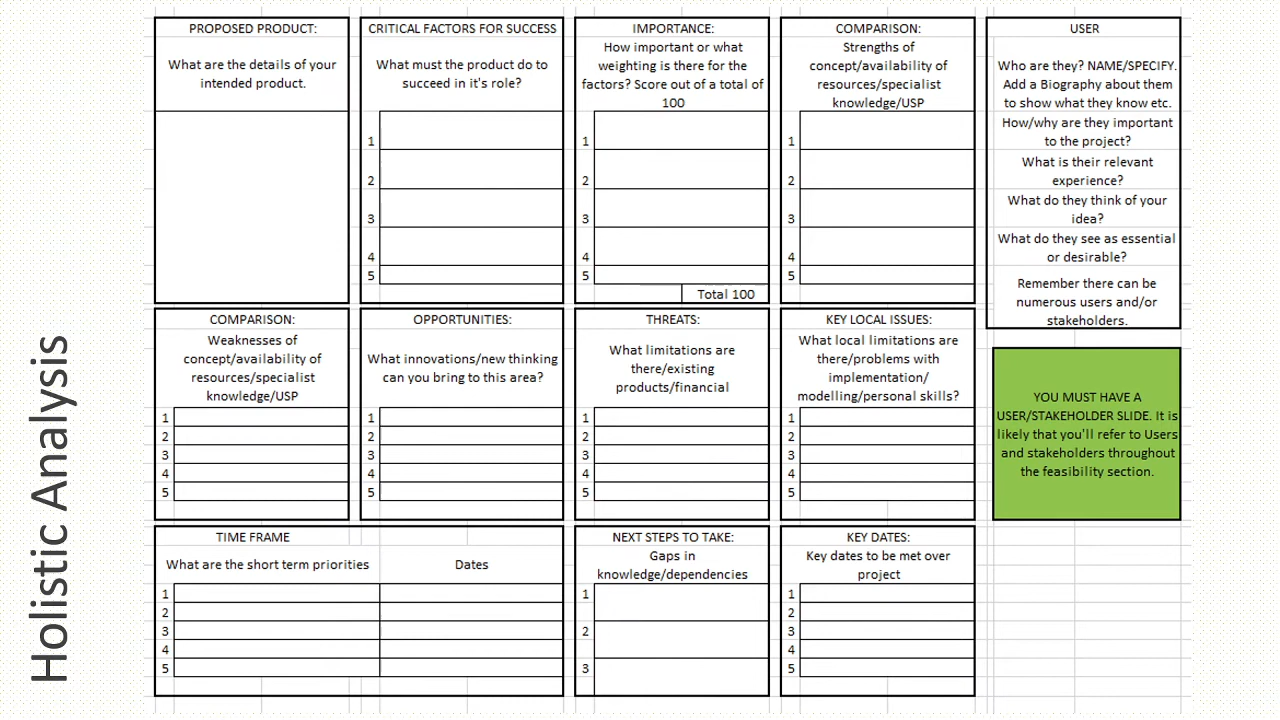 Holistic Analysis
PROPOSED PRODUCT:
What are the details of your
intended product.
CRITICAL FACTORS FOR SUCCESS
What must the product do to
succeed in it's role?
1
2
3
4
5
IMPORTANCE:
How important or what
weighting is there for the
factors? Score out of a total of
100
1
2
3
4
5
Total 100
COMPARISON:
Strengths of
concept/availability of
resources/specialist
knowledge/USP
1
2
3
4
5
USER
Who are they? NAME/SPECIFY.
Add a Biography about them
to show what they know etc.
How/why are they important
to the project?
What is their relevant
experience?
What do they think of your
idea?
What do they see as essential
or desirable?
Remember there can be
numerous users and/or
stakeholders.
COMPARISON:
Weaknesses of
concept/availability of
resources/specialist
knowledge/USP
1
2
3
4
5
OPPORTUNITIES:
What innovations/new thinking
can you bring to this area?
1
2
3
4
5
THREATS:
What limitations are
there/existing
products/financial
1
2
3
4
5
KEY LOCAL ISSUES:
What local limitations are
there/problems with
implementation/
modelling/personal skills?
1
2
3
4
5
YOU MUST HAVE A
USER/STAKEHOLDER SLIDE. It is
likely that you'll refer to Users
and stakeholders throughout
the feasibility section.
TIME FRAME
What are the short term priorities
Dates
1
2
3
4
5
NEXT STEPS TO TAKE:
Gaps in
knowledge/dependencies
1
2
3
KEY DATES:
Key dates to be met over
project
1
2
3
4
5